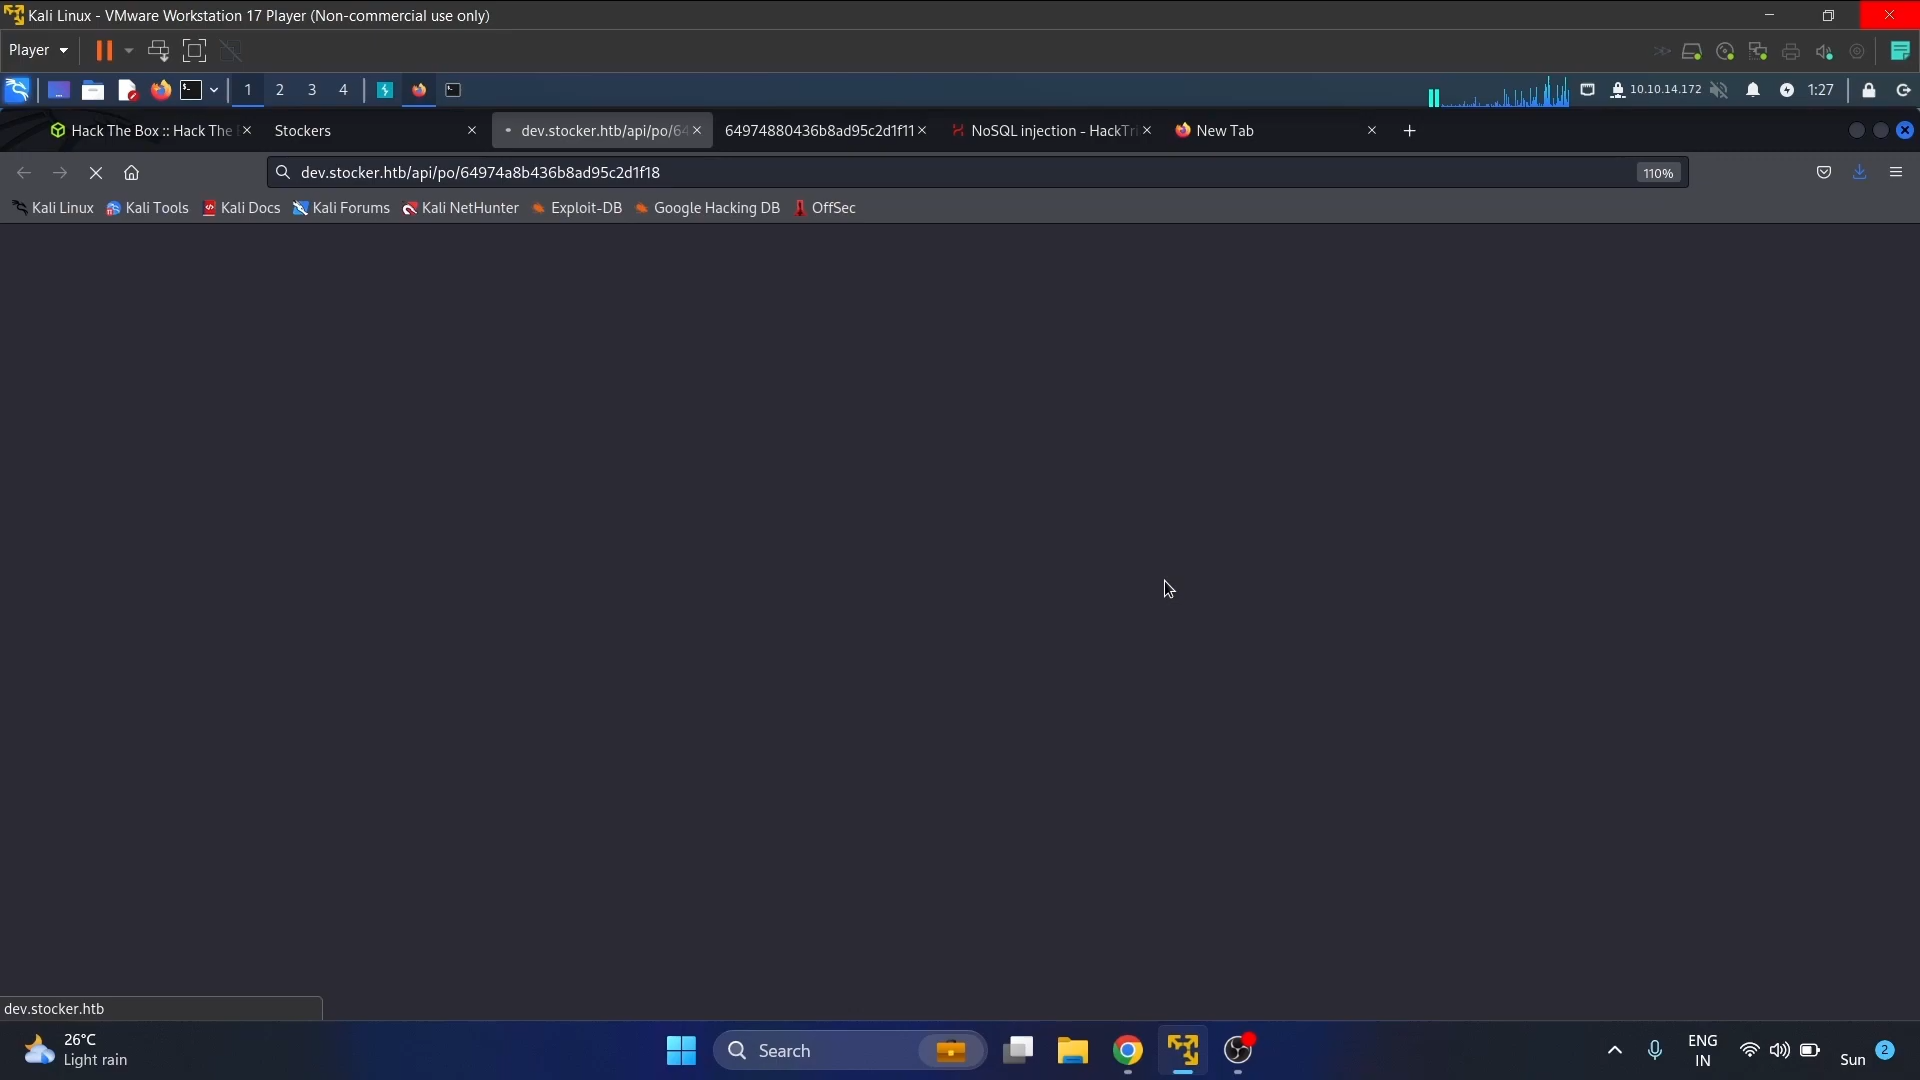 Kali Linux - VMware Workstation 17 Player (Non-commercial use only)
Player
1 2 3 4
10.10.14.172
1:27
Hack The Box :: Hack The
Stockers
dev.stocker.htb/api/po/64
64974880436b8ad95c2d1f11
NoSQL injection - HackTri
New Tab
dev.stocker.htb/api/po/64974a8b436b8ad95c2d1f18
110%
Kali Linux
Kali Tools
Kali Docs
Kali Forums
Kali NetHunter
Exploit-DB
Google Hacking DB
OffSec
dev.stocker.htb
26°C
Light rain
Search
ENG
IN
Sun
2